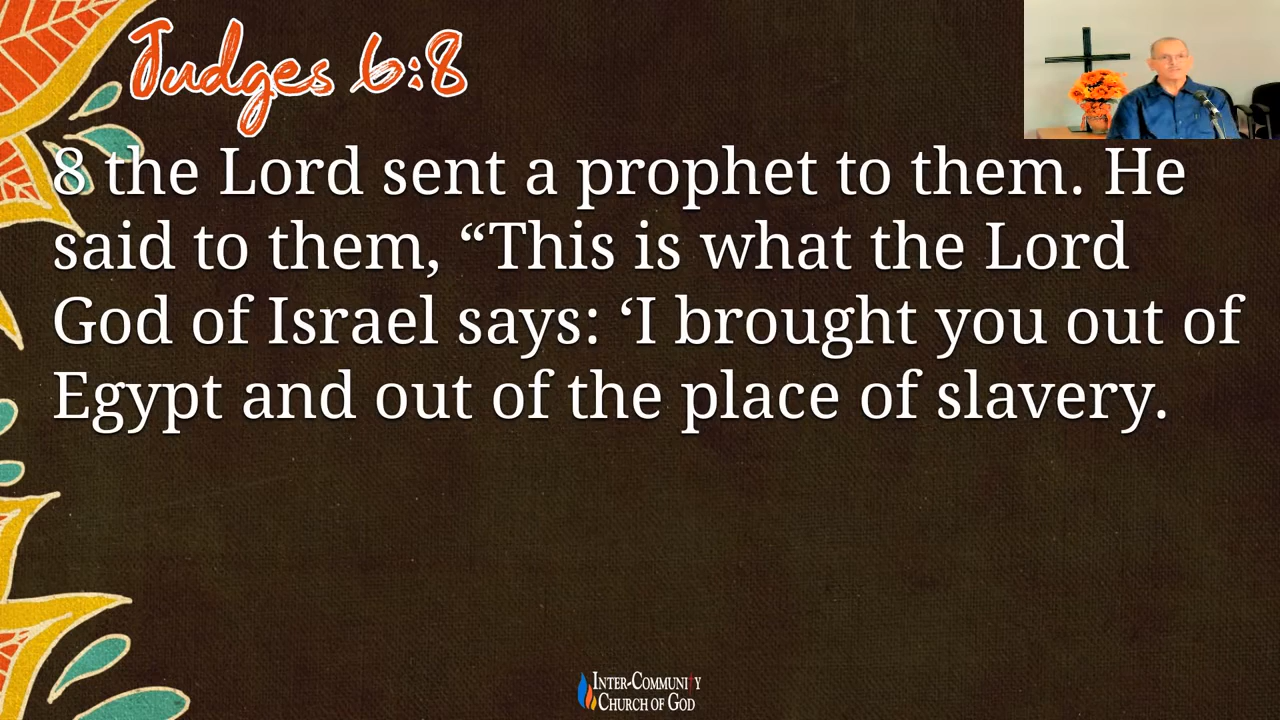 Judges 6:8
8 the Lord sent a prophet to them. He
said to them, “This is what the Lord
God of Israel says: ‘I brought you out of
Egypt and out of the place of slavery.
INTER-COMMUNITY
CHURCH OF GOD